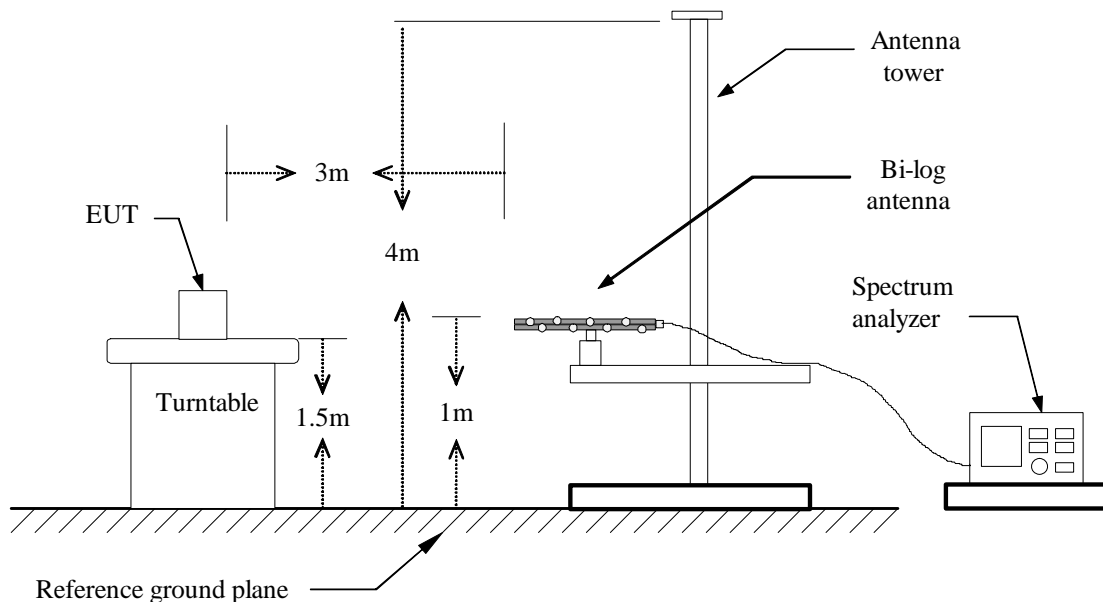 Antenna
tower
3m
Bi-log
antenna
EUT
4m
Spectrum
analyzer
Turntable
1.5m
1m
Reference ground plane